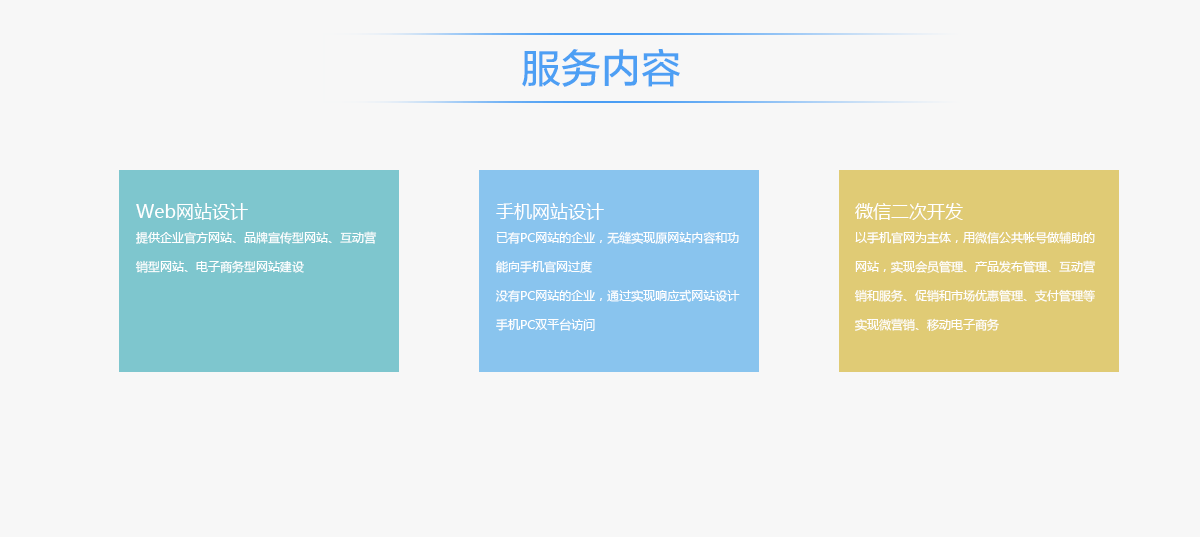 服务内容
Web网站设计
提供企业官方网站、品牌宣传型网站、互动营
销型网站、电子商务型网站建设
手机网站设计
已有PC网站的企业，无缝实现原网站内容和功
能向手机官网过度
没有PC网站的企业，通过实现响应式网站设计
手机PC双平台访问
微信二次开发
以手机官网为主体，用微信公共帐号做辅助的
网站，实现会员管理、产品发布管理、互动营
销和服务、促销和市场优惠管理、支付管理等
实现微营销、移动电子商务